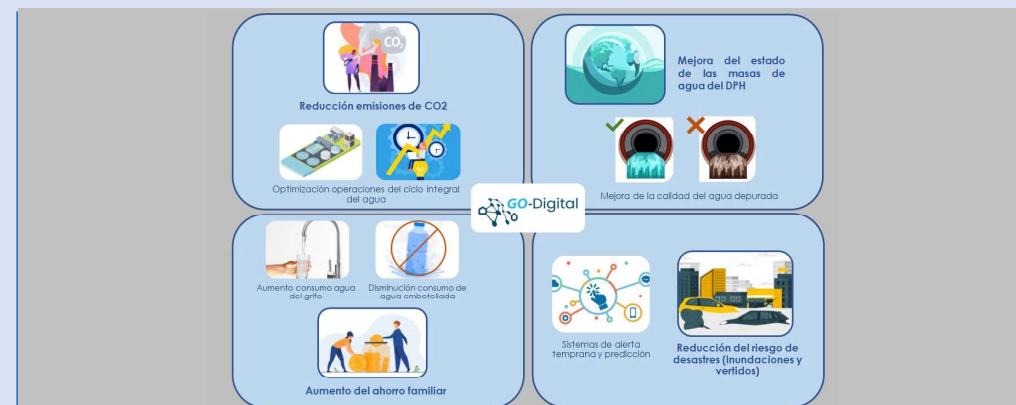 CO2
Reducción emisiones de CO2
Optimización operaciones del ciclo integral
del agua
Mejora del estado
de las masas de
agua del DPH
Mejora de la calidad del agua depurada
GO-Digital
Aumento consumo agua
del grifo
Disminución consumo de
agua embotellada
Aumento del ahorro familiar
Sistemas de alerta
temprana y predicción
Reducción del riesgo de
desastres (Inundaciones y
vertidos)